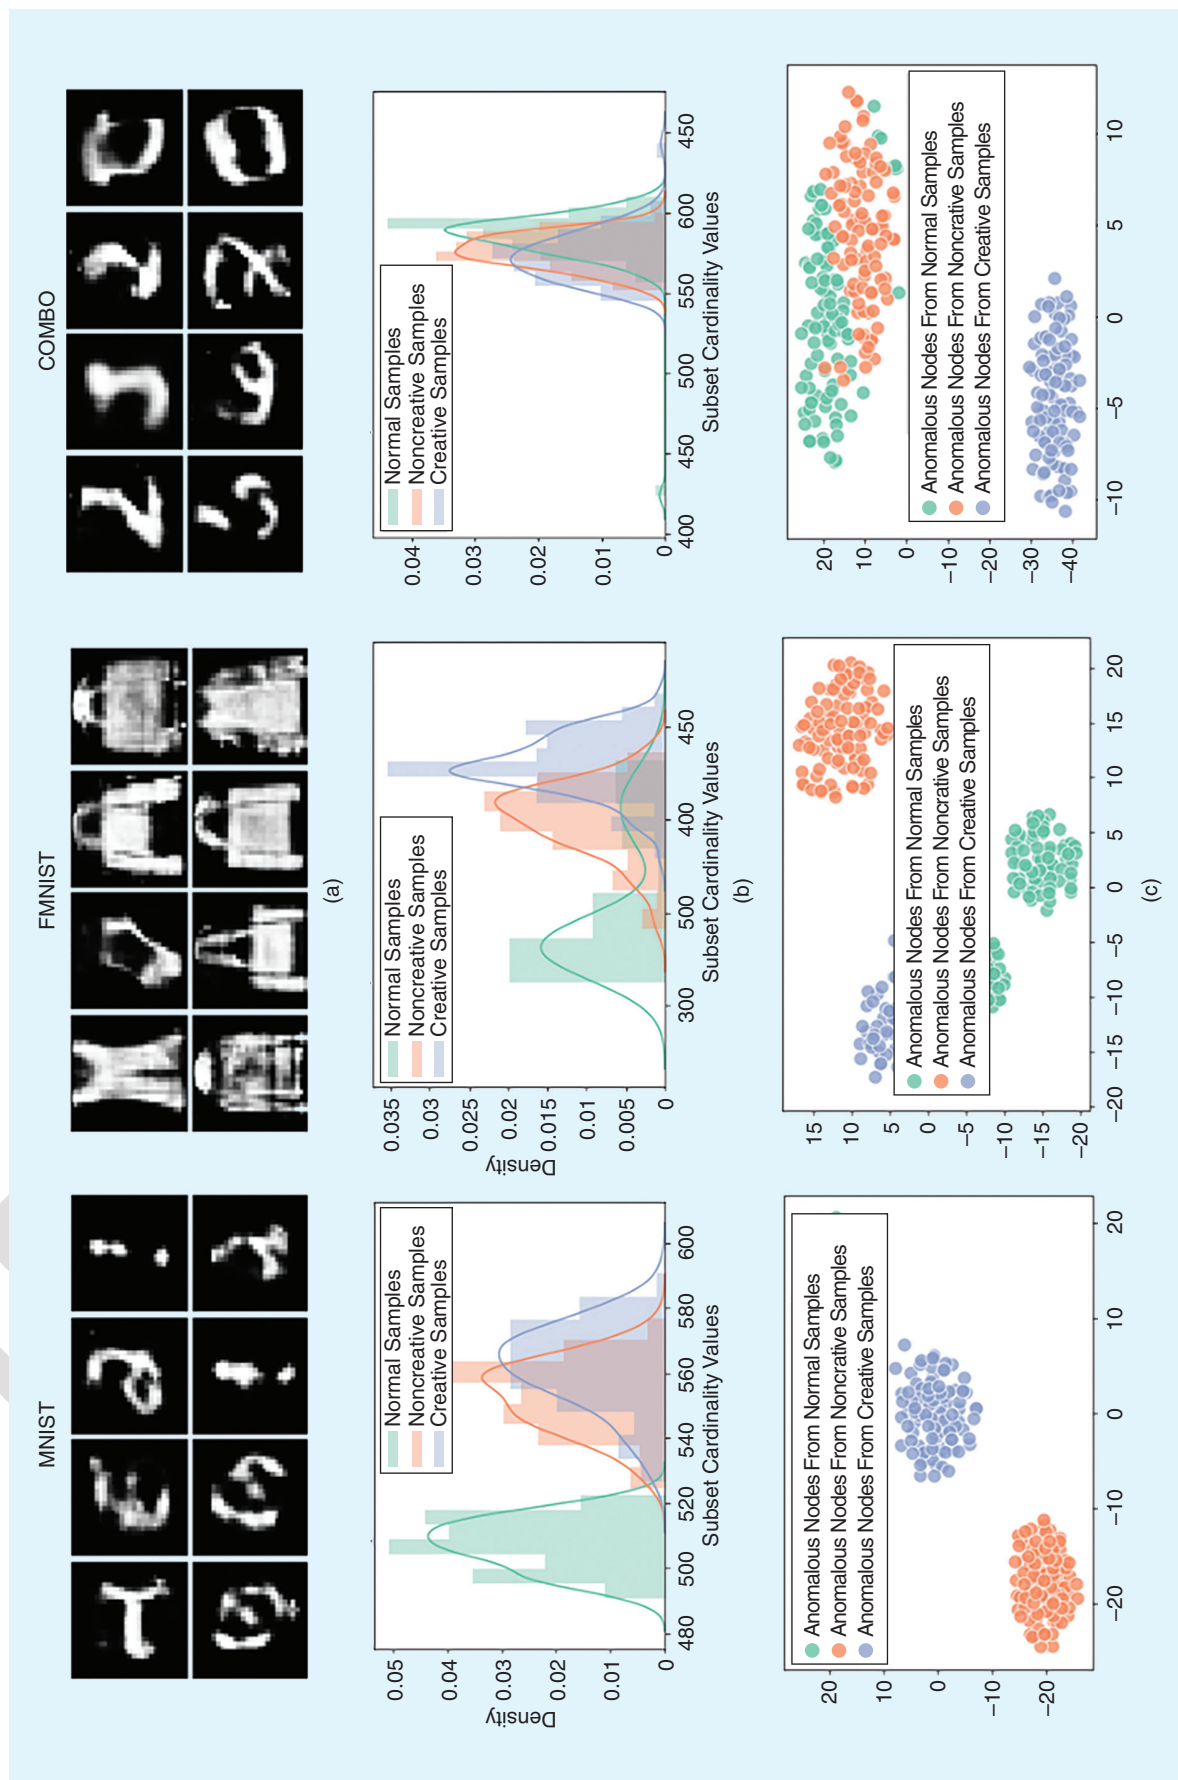 MNIST
FMNIST
COMBO
(a)
Density
0.05
0.04
0.03
0.02
0.01
0
Normal Samples
Noncreative Samples
Creative Samples
480 500 520 540 560 580 600
Subset Cardinality Values
Density
0.035
0.03
0.025
0.02
0.015
0.01
0.005
0
Normal Samples
Noncreative Samples
Creative Samples
300 500 400 450
Subset Cardinality Values
0.04
0.03
0.02
0.01
0
Normal Samples
Noncreative Samples
Creative Samples
400 450 500 550 600 450
Subset Cardinality Values
(b)
20
10
0
−10
−20
Anomalous Nodes From Normal Samples
Anomalous Nodes From Noncrative Samples
Anomalous Nodes From Creative Samples
−20 −10 0 10 20
15
10
5
0
−5
−10
−15
−20
Anomalous Nodes From Normal Samples
Anomalous Nodes From Noncrative Samples
Anomalous Nodes From Creative Samples
−20 −15 −10 −5 0 5 10 15 20
20
10
0
−10
−20
−30
−40
Anomalous Nodes From Normal Samples
Anomalous Nodes From Noncrative Samples
Anomalous Nodes From Creative Samples
−10 −5 0 5 10
(c)